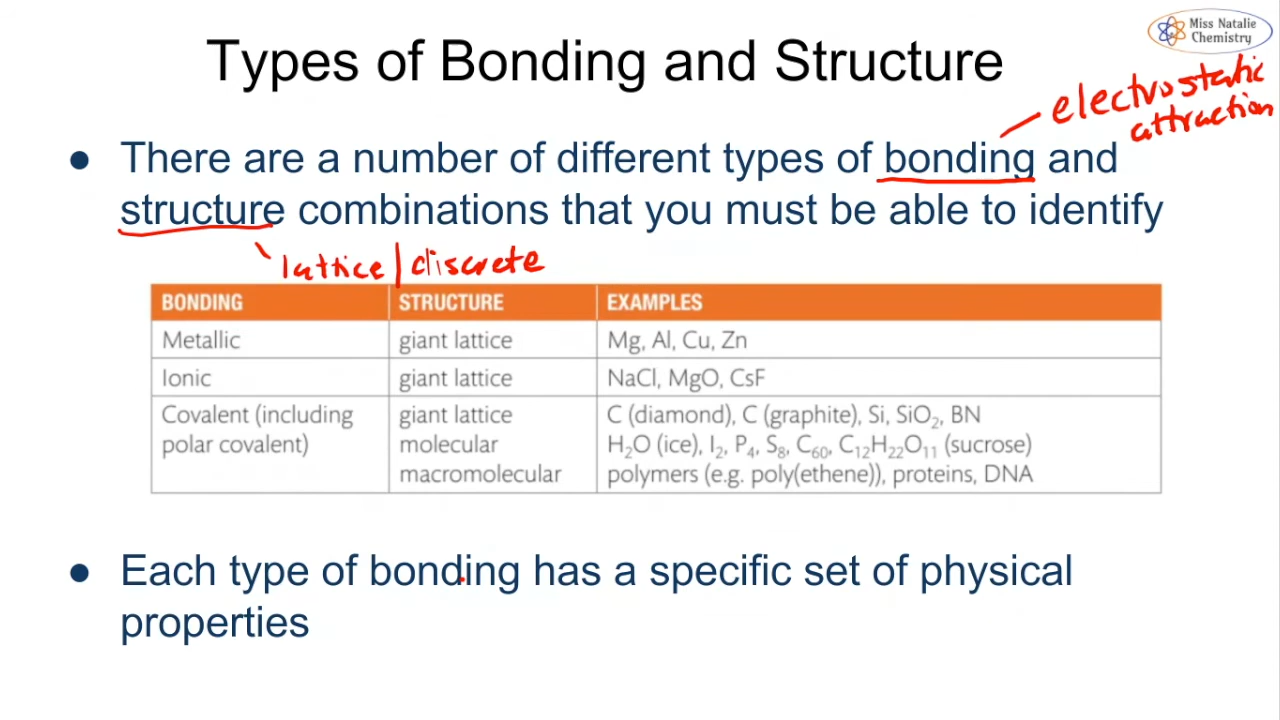 Miss Natalie
Chemistry
Types of Bonding and Structure
electrostatic
attraction
● There are a number of different types of bonding and
structure combinations that you must be able to identify
lattice | discrete
BONDING STRUCTURE EXAMPLES
Metallic giant lattice Mg, Al, Cu, Zn
Ionic giant lattice NaCl, MgO, CsF
Covalent (including giant lattice C (diamond), C (graphite), Si, SiO₂, BN
polar covalent) molecular H₂O (ice), I₂, P₄, S₈, C₆₀, C₁₂H₂₂O₁₁ (sucrose)
macromolecular polymers (e.g. poly(ethene)), proteins, DNA
● Each type of bonding has a specific set of physical
properties